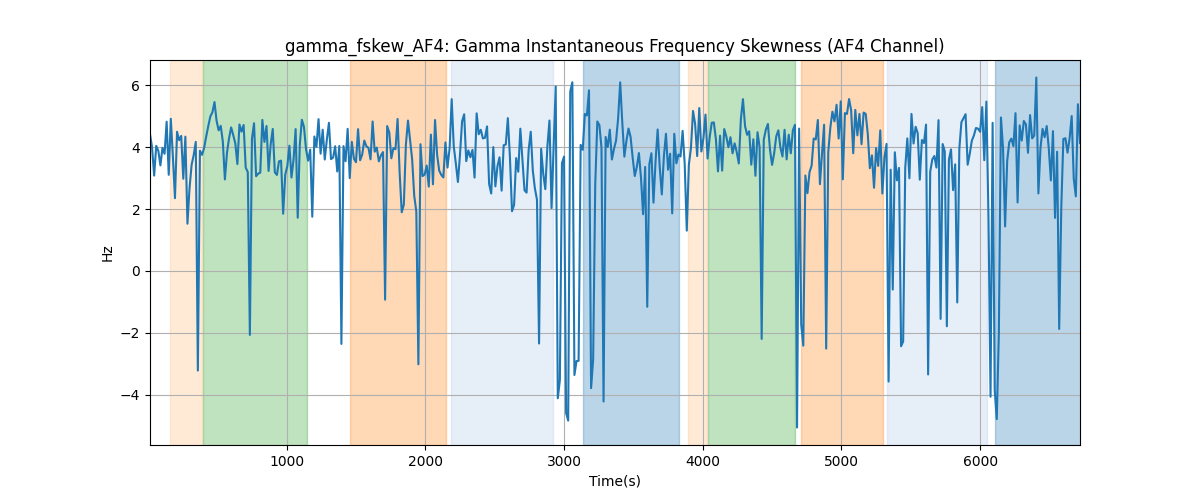 gamma_fskew_AF4: Gamma Instantaneous Frequency Skewness (AF4 Channel)
6
4
2
0
−2
−4
Hz
1000 2000 3000 4000 5000 6000
Time(s)